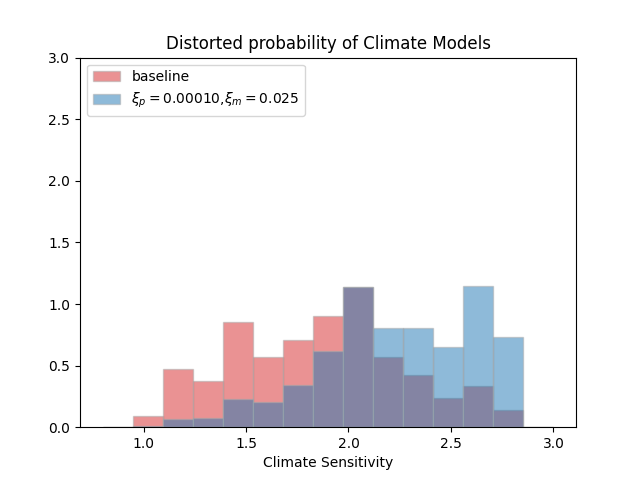 Distorted probability of Climate Models
baseline
ξₚ = 0.00010,ξₘ = 0.025
3.0
2.5
2.0
1.5
1.0
0.5
0.0
1.0 1.5 2.0 2.5 3.0
Climate Sensitivity